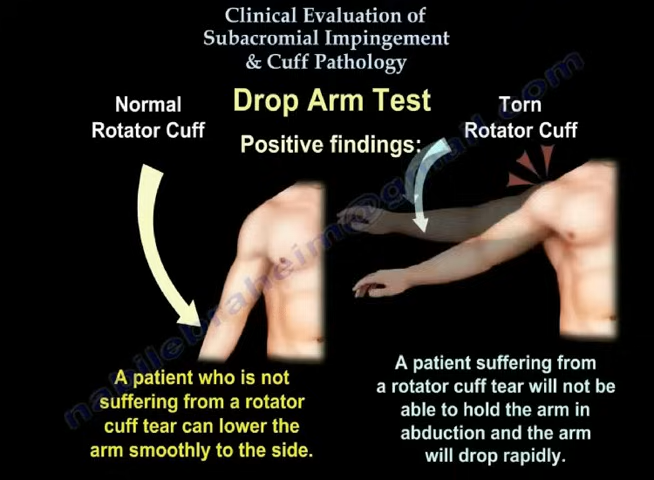 Clinical Evaluation of
Subacromial Impingement
& Cuff Pathology
Drop Arm Test
Normal
Rotator Cuff
Positive findings:
Torn
Rotator Cuff
A patient who is not
suffering from a rotator
cuff tear can lower the
arm smoothly to the side.
A patient suffering from
a rotator cuff tear will not be
able to hold the arm in
abduction and the arm
will drop rapidly.